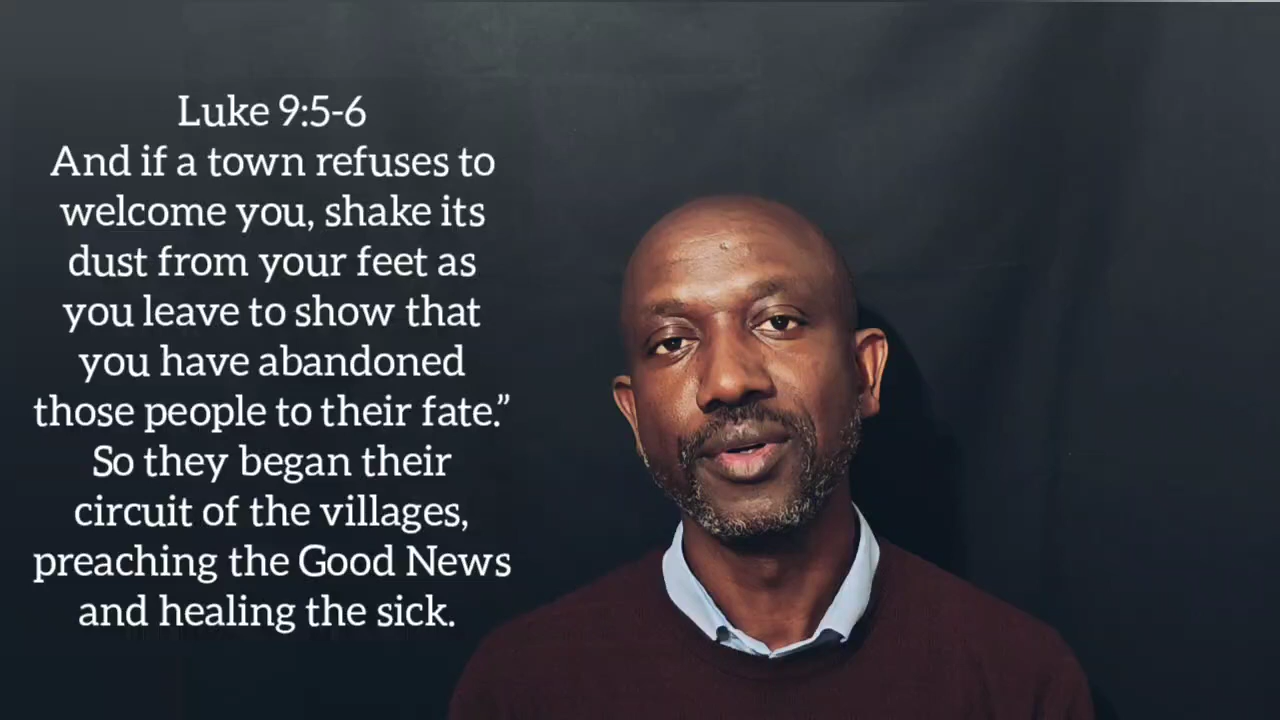 Luke 9:5-6
And if a town refuses to
welcome you, shake its
dust from your feet as
you leave to show that
you have abandoned
those people to their fate.”
So they began their
circuit of the villages,
preaching the Good News
and healing the sick.